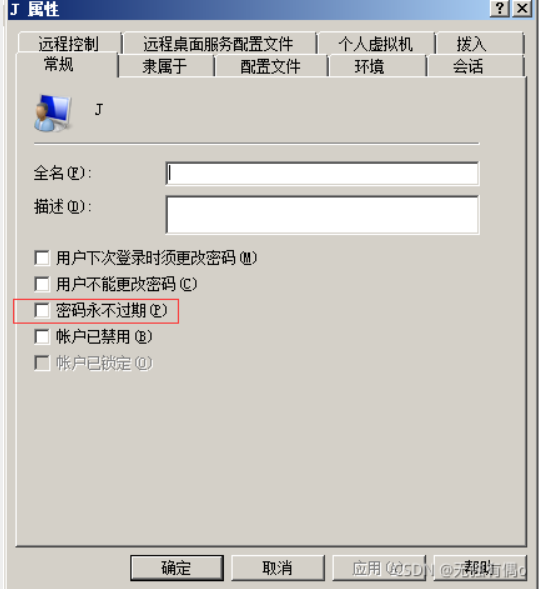 J 属性
远程控制 远程桌面服务配置文件 个人虚拟机 拨入
常规 隶属于 配置文件 环境 会话
J
全名(F):
描述(D):
用户下次登录时须更改密码(M)
用户不能更改密码(C)
密码永不过期(P)
帐户已禁用(B)
帐户已锁定(O)
确定 取消 应用(A) 帮助
CSDN